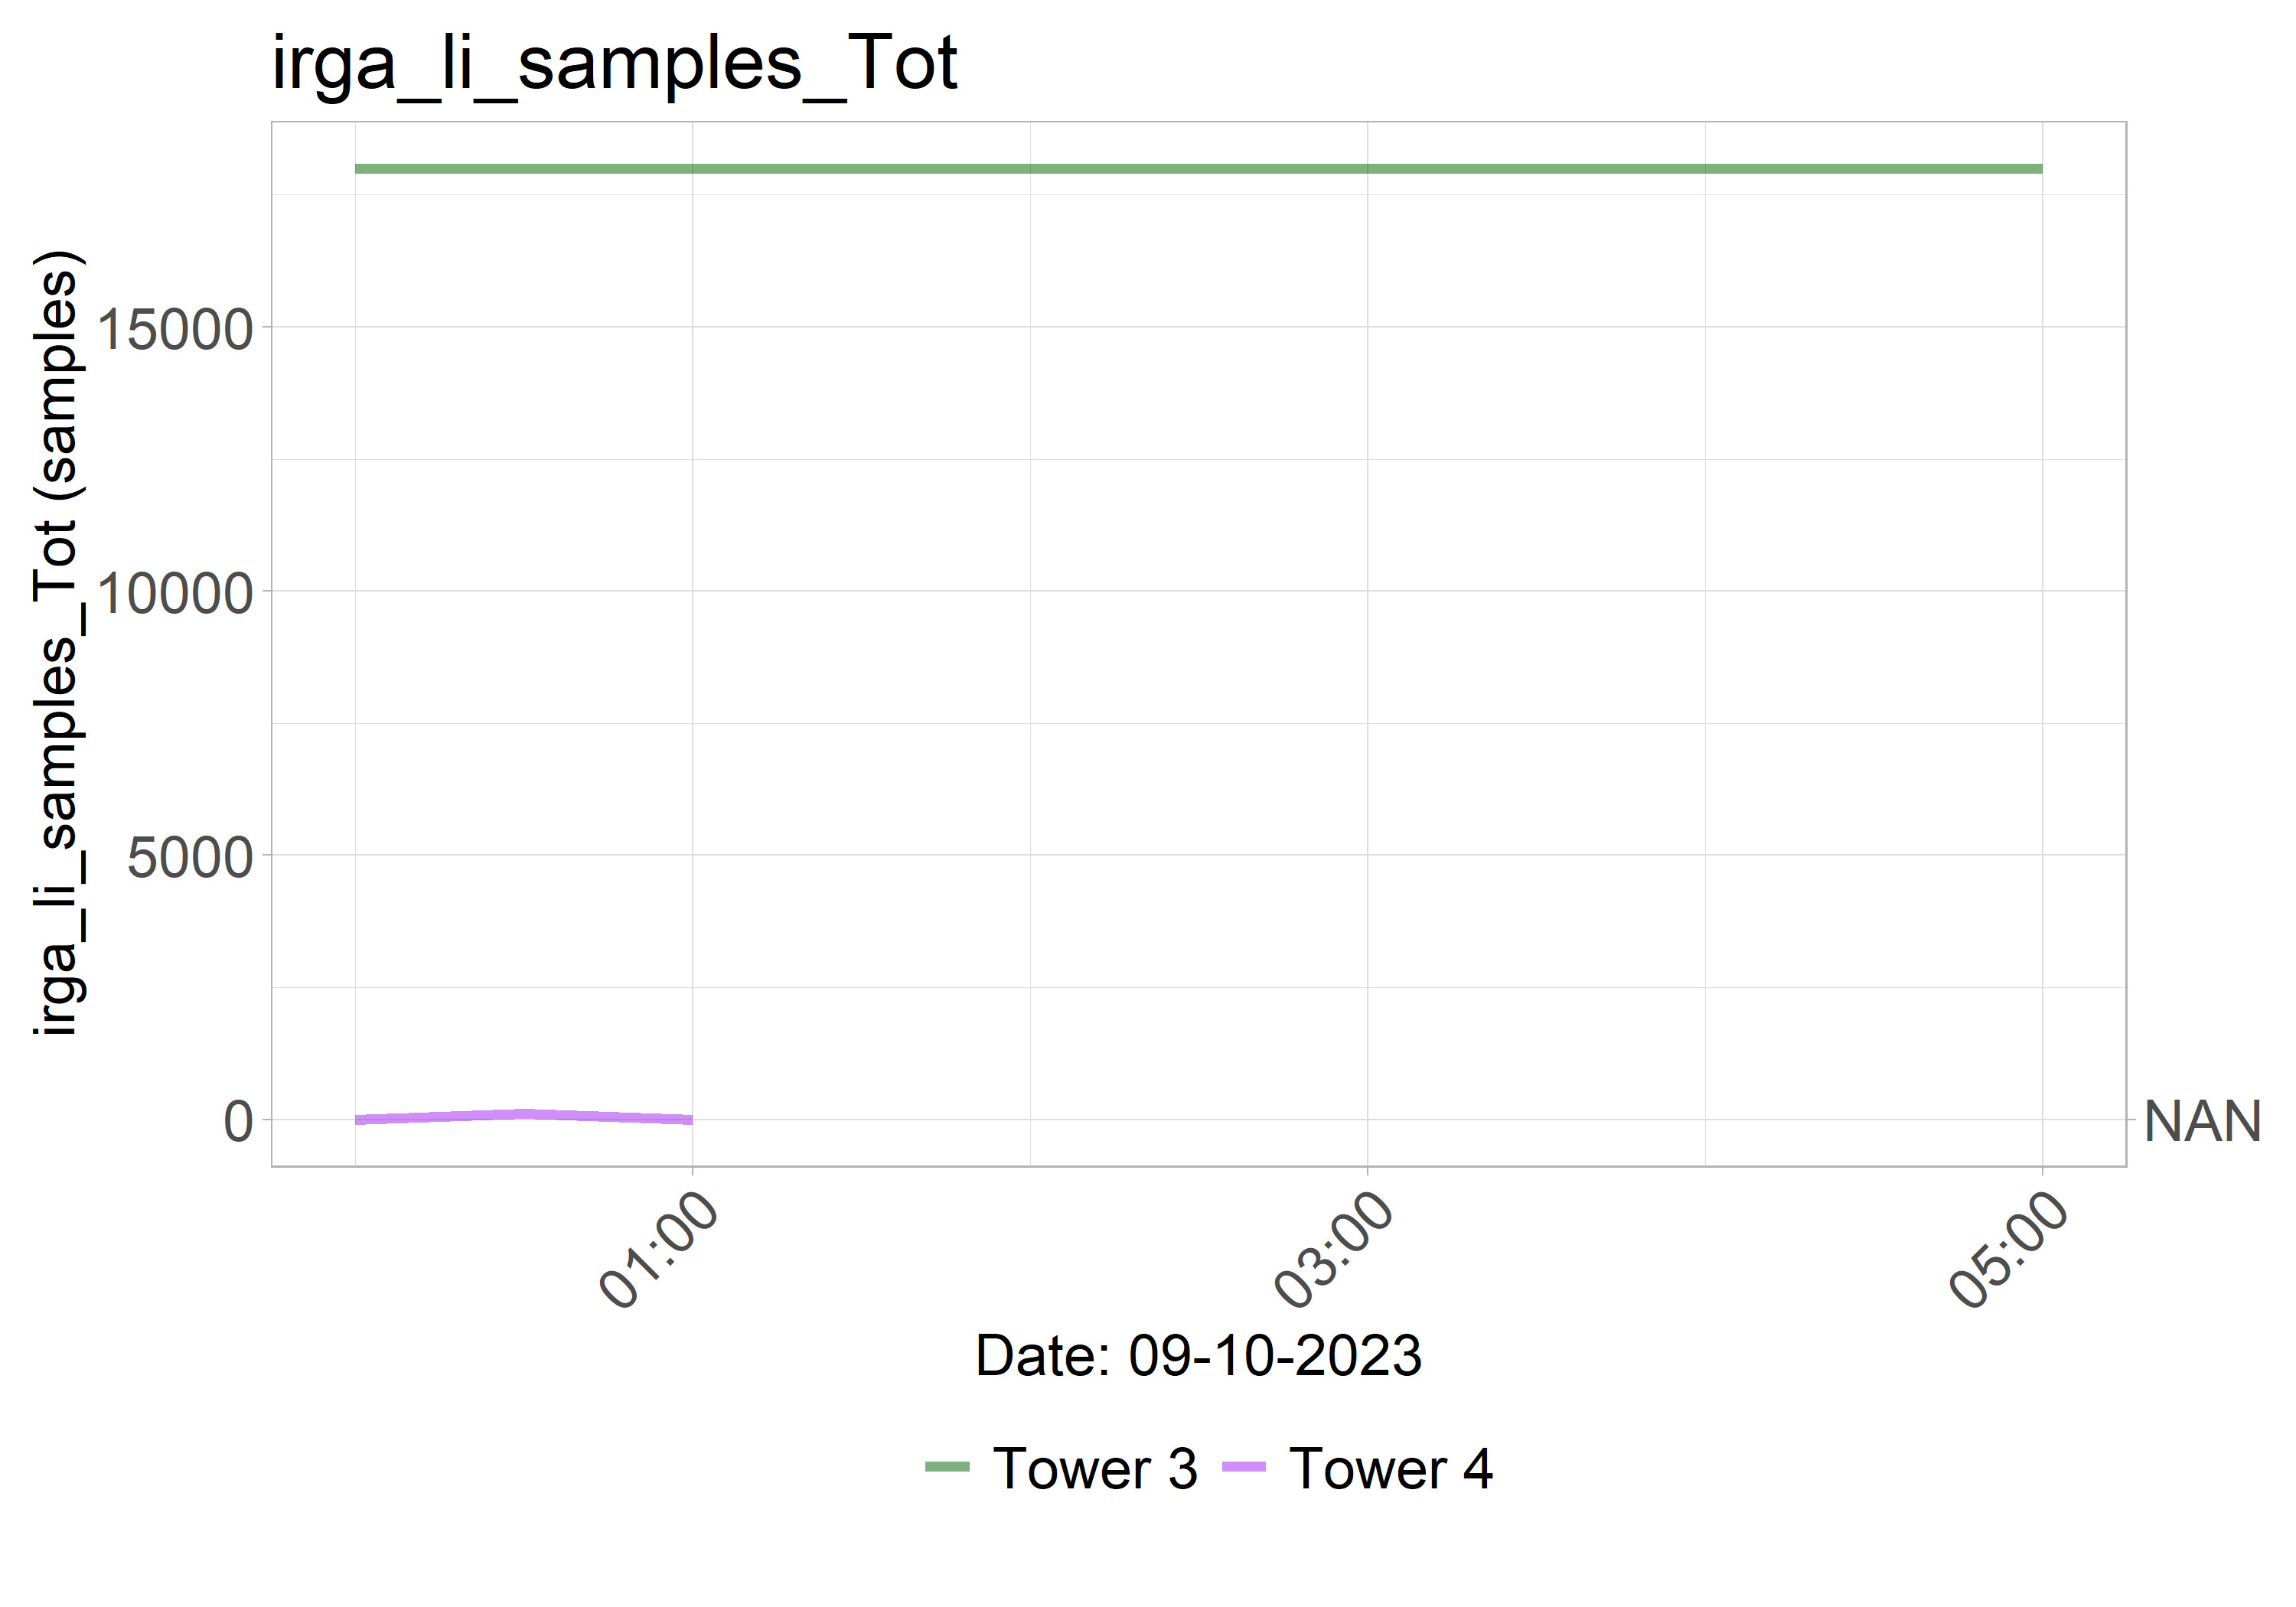 irga_li_samples_Tot
irga_li_samples_Tot (samples)
15000
10000
5000
0
NAN
01:00
03:00
05:00
Date: 09-10-2023
Tower 3
Tower 4